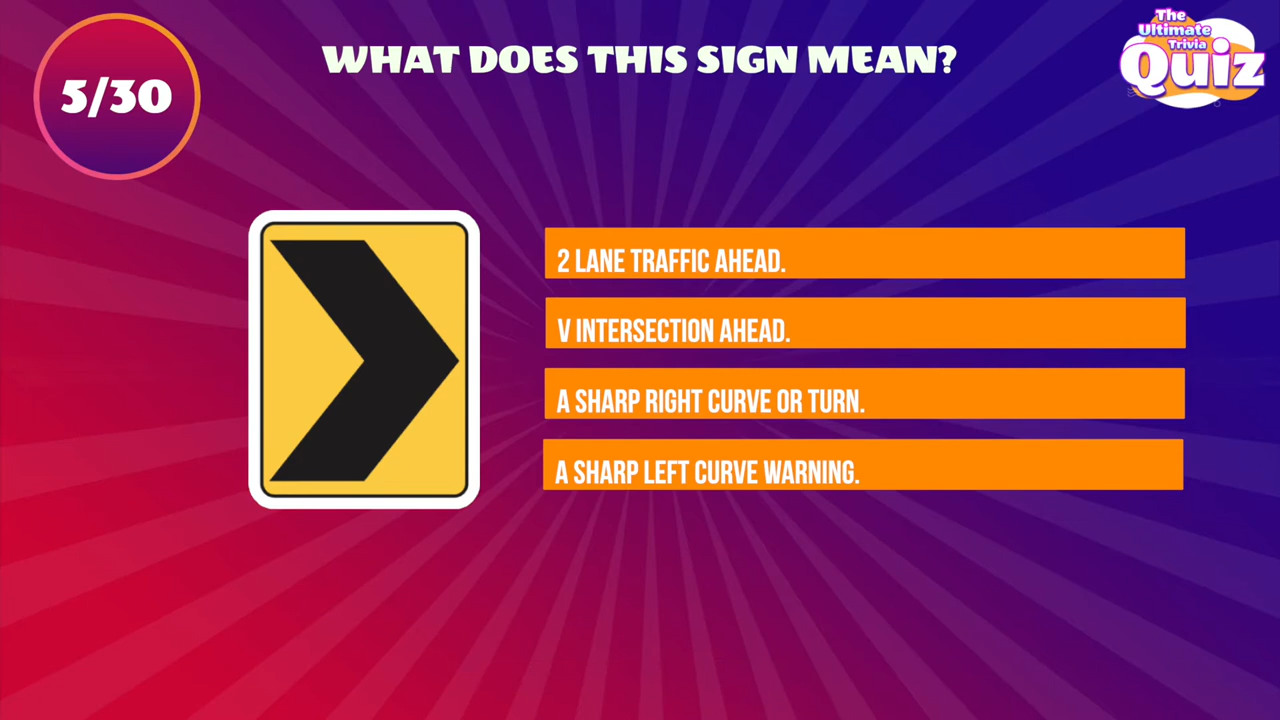 5/30
WHAT DOES THIS SIGN MEAN?
The
Ultimate
Trivia
Quiz
2 LANE TRAFFIC AHEAD.
V INTERSECTION AHEAD.
A SHARP RIGHT CURVE OR TURN.
A SHARP LEFT CURVE WARNING.